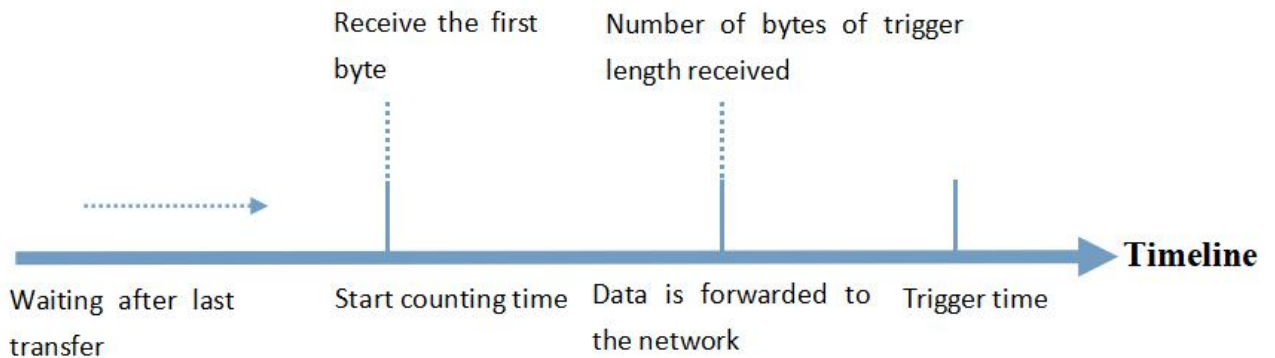 Receive the first
byte
Number of bytes of trigger
length received
Timeline
Waiting after last
transfer
Start counting time
Data is forwarded to
the network
Trigger time